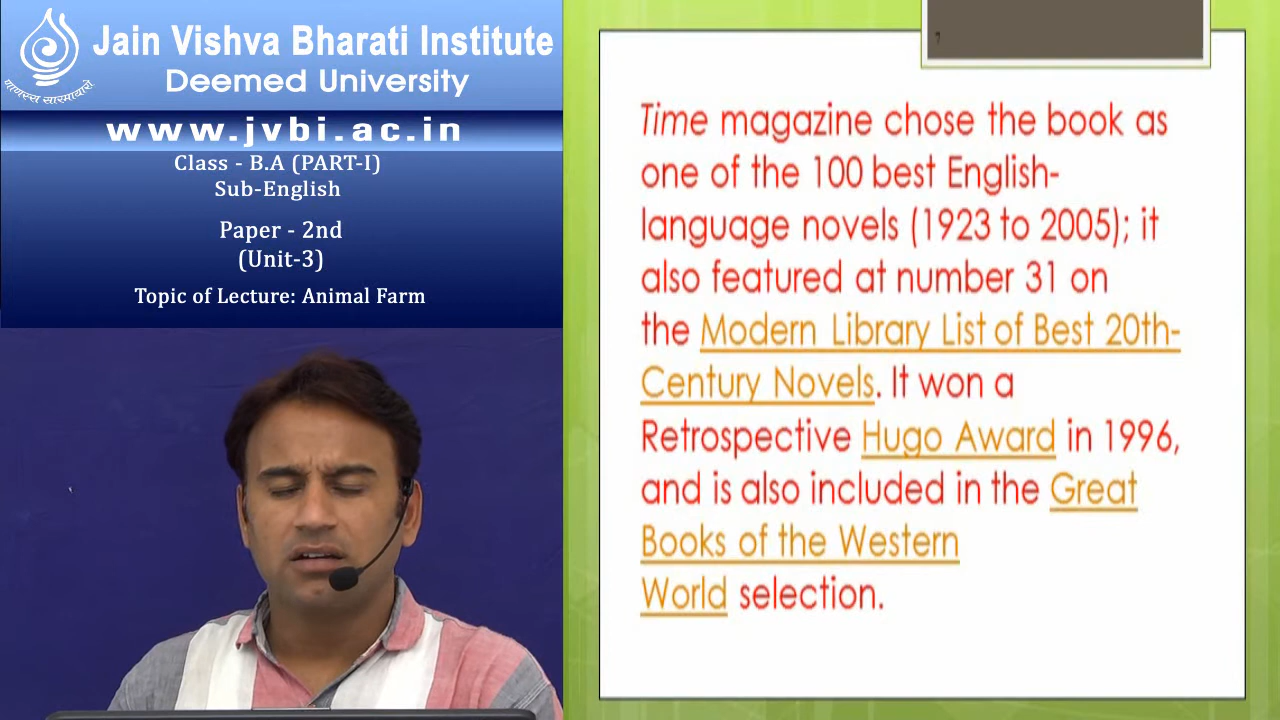 Jain Vishva Bharati Institute
Deemed University
www.jvbi.ac.in
Class - B.A (PART-I)
Sub-English
Paper - 2nd
(Unit-3)
Topic of Lecture: Animal Farm
Time magazine chose the book as
one of the 100 best English-
language novels (1923 to 2005); it
also featured at number 31 on
the Modern Library List of Best 20th-
Century Novels. It won a
Retrospective Hugo Award in 1996,
and is also included in the Great
Books of the Western
World selection.